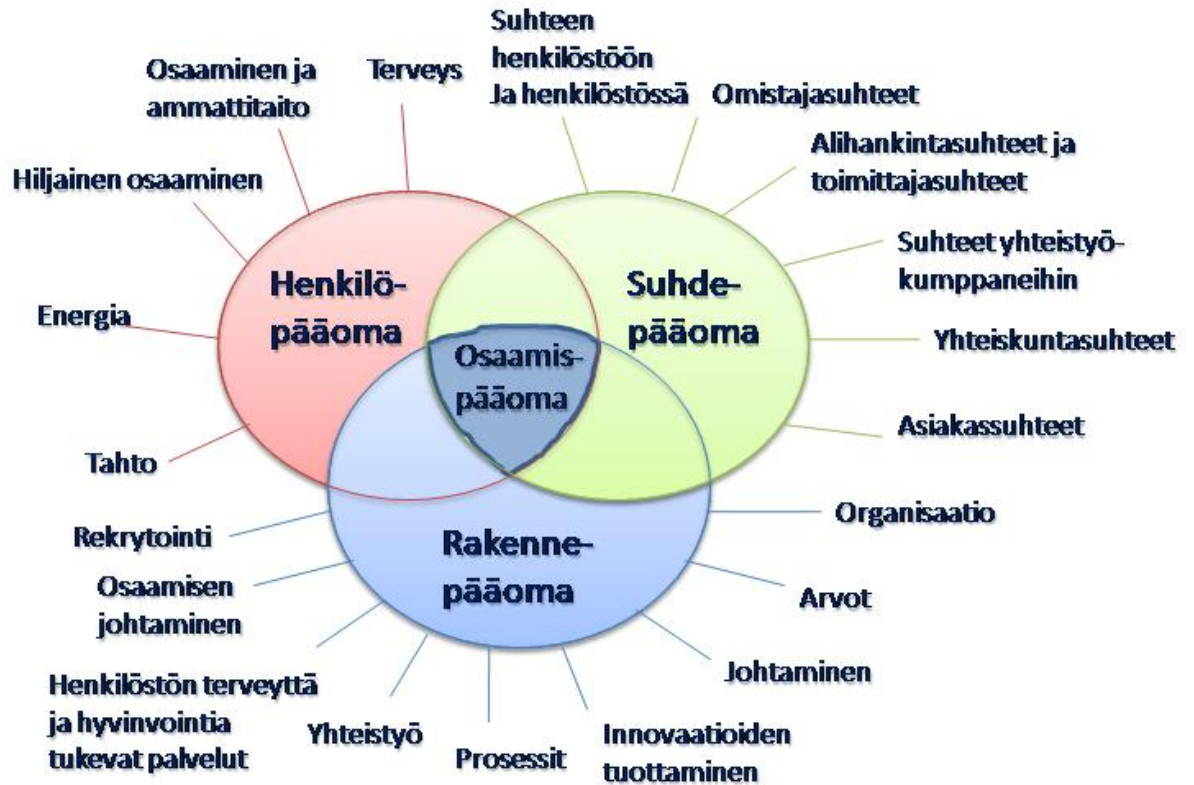 Suhteen
henkilöstöön
Ja henkilöstössä
Osaaminen ja
ammattitaito
Terveys
Omistajasuhteet
Alihankintasuhteet ja
toimittajasuhteet
Hiljainen osaaminen
Suhteet yhteistyö-
kumppaneihin
Henkilö-
pääoma
Suhde-
pääoma
Energia
Yhteiskuntasuhteet
Osaamis-
pääoma
Asiakassuhteet
Tahto
Organisaatio
Rekrytointi
Rakenne-
pääoma
Osaamisen
johtaminen
Arvot
Johtaminen
Henkilöstön terveyttä
ja hyvinvointia
tukevat palvelut
Yhteistyö
Prosessit
Innovaatioiden
tuottaminen